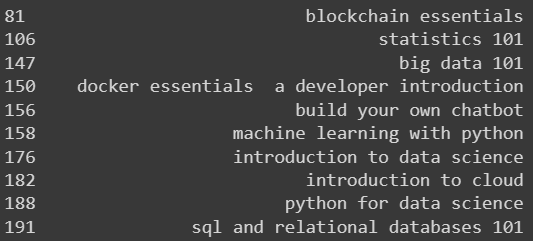 81 blockchain essentials
106 statistics 101
147 big data 101
150 docker essentials  a developer introduction
156 build your own chatbot
158 machine learning with python
176 introduction to data science
182 introduction to cloud
188 python for data science
191 sql and relational databases 101